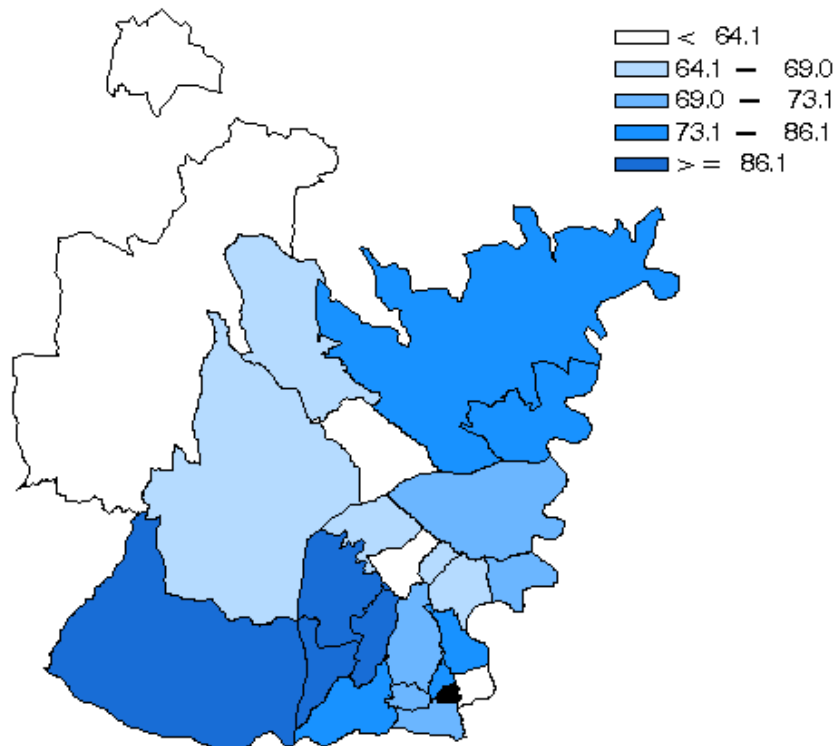 < 64.1
64.1 – 69.0
69.0 – 73.1
73.1 – 86.1
>= 86.1